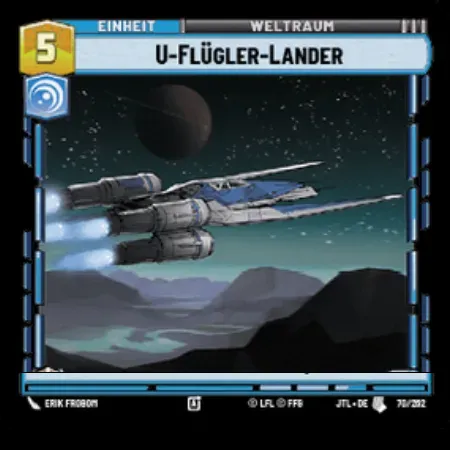 EINHEIT WELTRAUM
5 U-FLÜGLER-LANDER
ERIK FROBOM Ⓒ LFL Ⓟ FFG JTL • DE 70/262